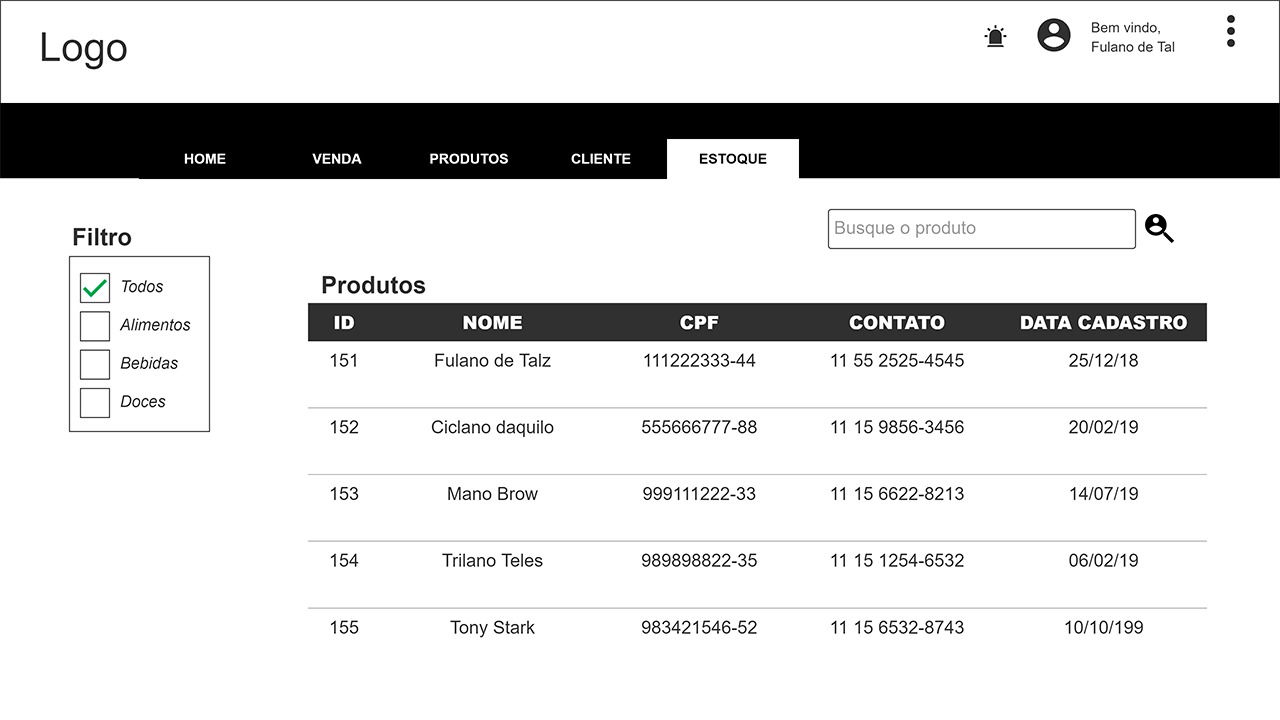 Logo
Bem vindo,
Fulano de Tal
HOME VENDA PRODUTOS CLIENTE ESTOQUE
Busque o produto
Filtro
Todos
Alimentos
Bebidas
Doces
Produtos
ID NOME CPF CONTATO DATA CADASTRO
151 Fulano de Talz 111222333-44 11 55 2525-4545 25/12/18
152 Ciclano daquilo 555666777-88 11 15 9856-3456 20/02/19
153 Mano Brow 999111222-33 11 15 6622-8213 14/07/19
154 Trilano Teles 989898822-35 11 15 1254-6532 06/02/19
155 Tony Stark 983421546-52 11 15 6532-8743 10/10/199